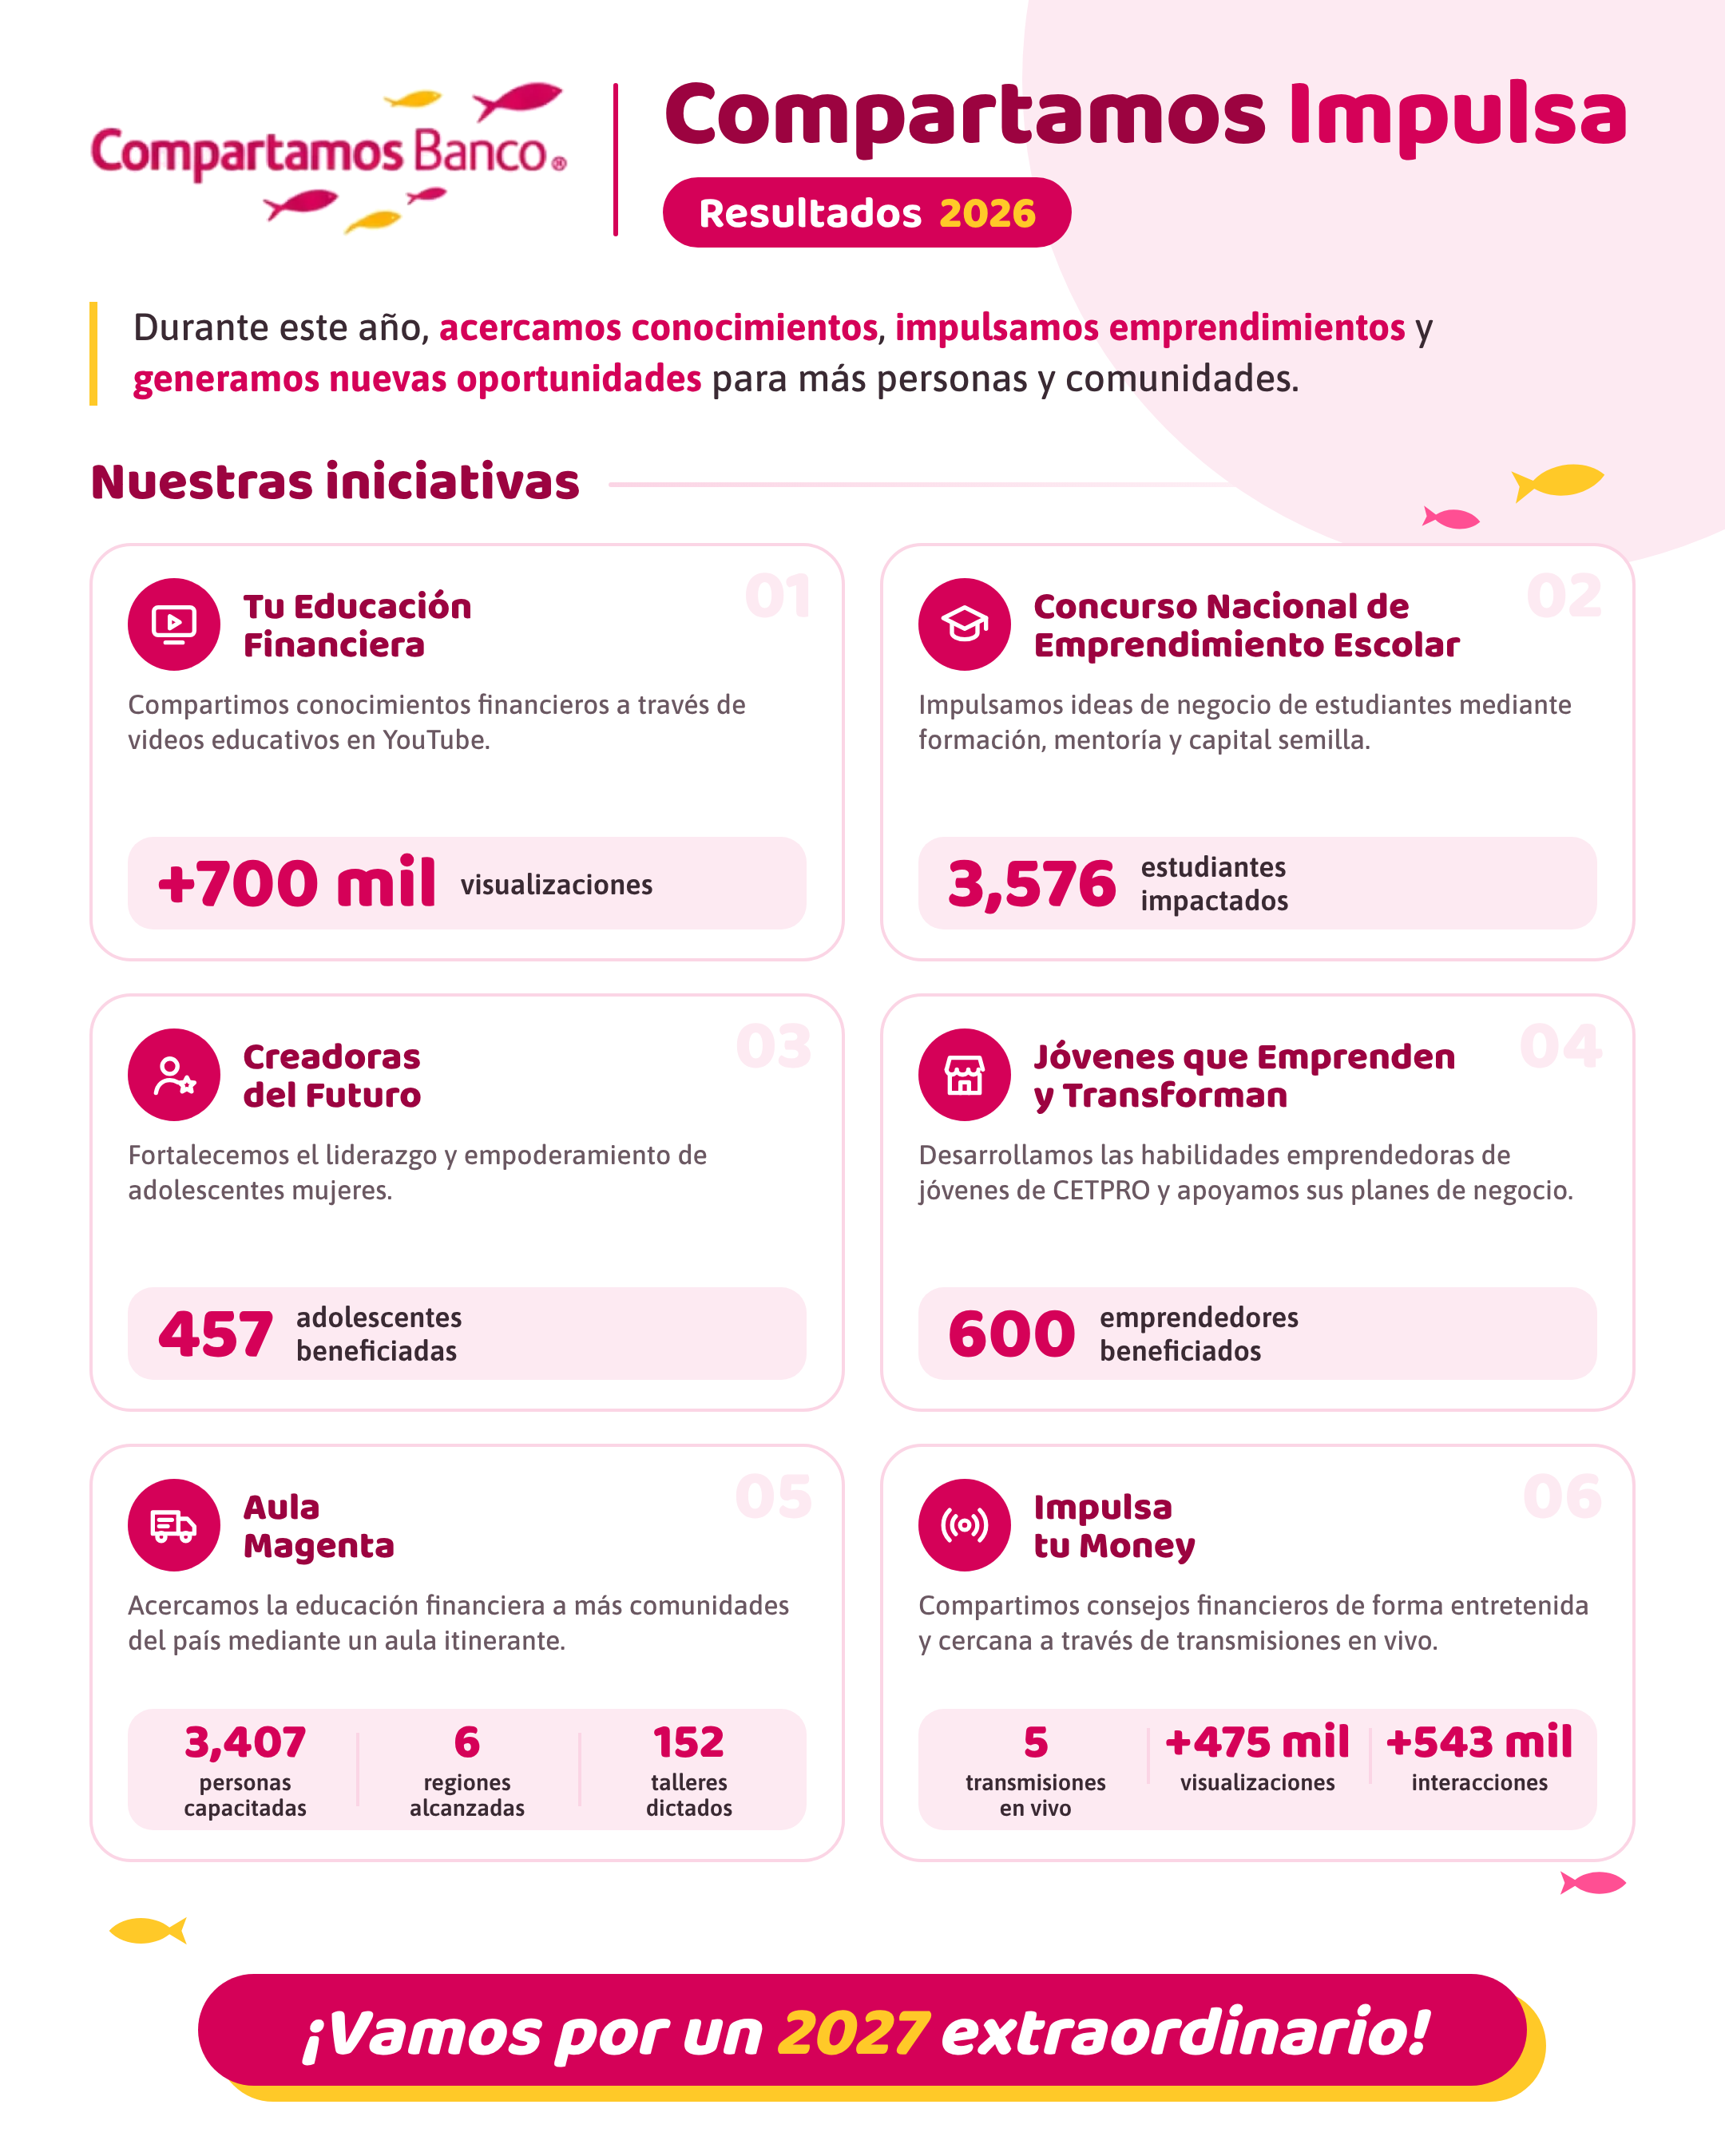 Compartamos Banco®
Compartamos Impulsa
Resultados 2026
Durante este año, acercamos conocimientos, impulsamos emprendimientos y
generamos nuevas oportunidades para más personas y comunidades.
Nuestras iniciativas
01
Tu Educación
Financiera
Compartimos conocimientos financieros a través de
videos educativos en YouTube.
+700 mil visualizaciones
02
Concurso Nacional de
Emprendimiento Escolar
Impulsamos ideas de negocio de estudiantes mediante
formación, mentoría y capital semilla.
3,576 estudiantes
impactados
03
Creadoras
del Futuro
Fortalecemos el liderazgo y empoderamiento de
adolescentes mujeres.
457 adolescentes
beneficiadas
04
Jóvenes que Emprenden
y Transforman
Desarrollamos las habilidades emprendedoras de
jóvenes de CETPRO y apoyamos sus planes de negocio.
600 emprendedores
beneficiados
05
Aula
Magenta
Acercamos la educación financiera a más comunidades
del país mediante un aula itinerante.
3,407
personas
capacitadas
6
regiones
alcanzadas
152
talleres
dictados
06
Impulsa
tu Money
Compartimos consejos financieros de forma entretenida
y cercana a través de transmisiones en vivo.
5
transmisiones
en vivo
+475 mil
visualizaciones
+543 mil
interacciones
¡Vamos por un 2027 extraordinario!